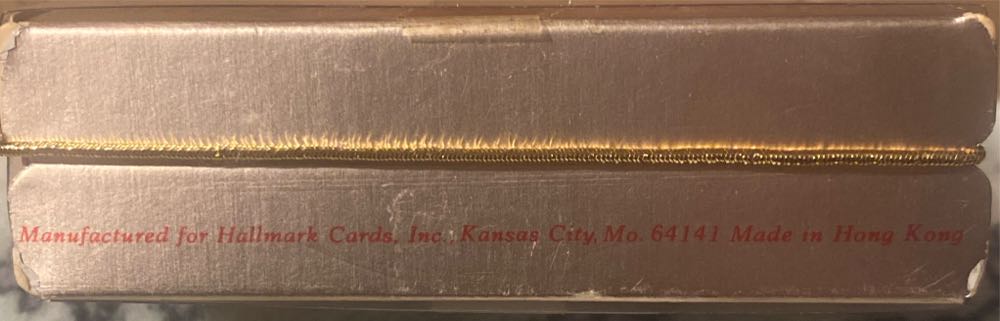 Manufactured for Hallmark Cards, Inc., Kansas City, Mo. 64141 Made in Hong Kong